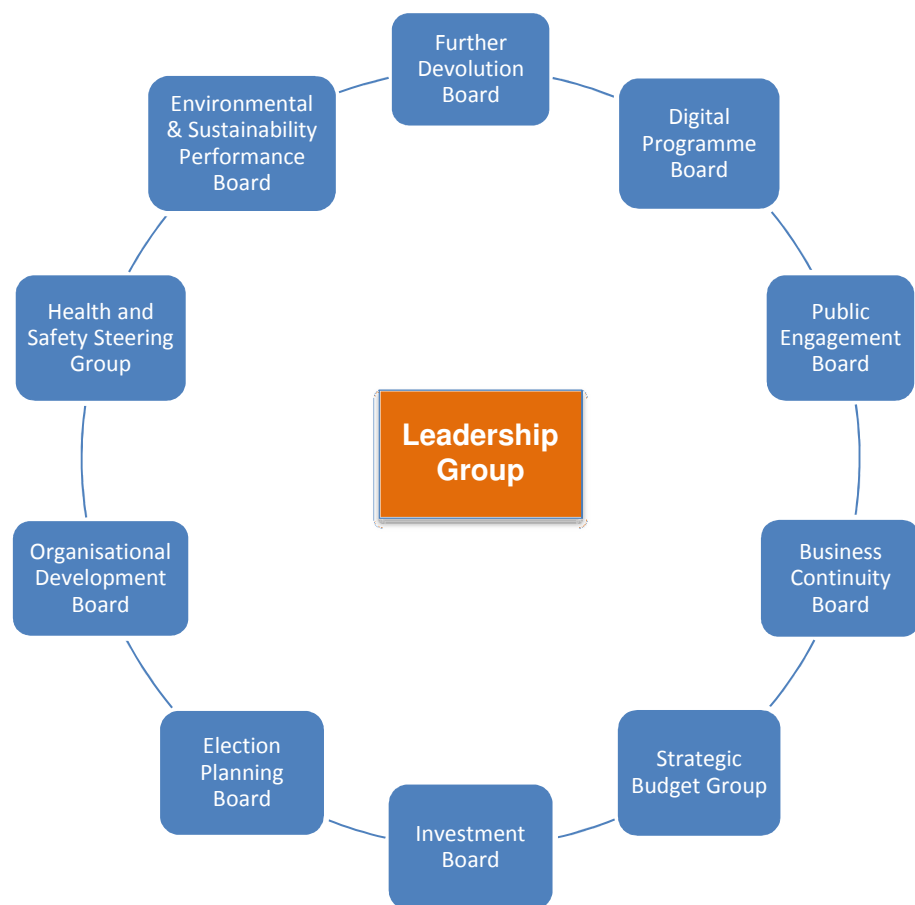 Further
Devolution
Board
Digital
Programme
Board
Public
Engagement
Board
Business
Continuity
Board
Strategic
Budget Group
Investment
Board
Election
Planning
Board
Organisational
Development
Board
Health and
Safety Steering
Group
Environmental
& Sustainability
Performance
Board
Leadership
Group